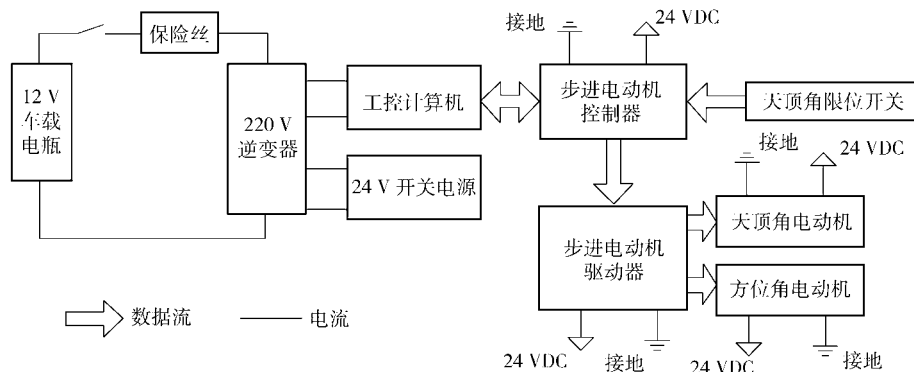 接地
24 VDC
保险丝
12 V
车载
电瓶
220 V
逆变器
工控计算机
24 V 开关电源
步进电动机
控制器
天顶角限位开关
接地
24 VDC
步进电动机
驱动器
天顶角电动机
方位角电动机
数据流
电流
24 VDC
接地
24 VDC
接地